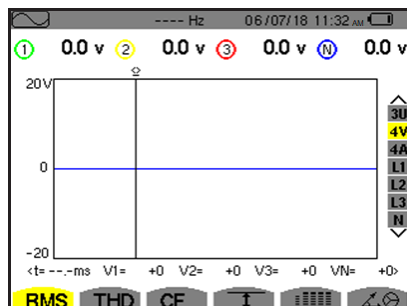 ---- Hz 06/07/18 11:32 AM
1 0.0 v 2 0.0 v 3 0.0 v N 0.0 v
20V
3U
4V
4A
0
L1
L2
L3
N
-20
<t= --.-ms V1= +0 V2= +0 V3= +0 VN= +0>
RMS THD CF